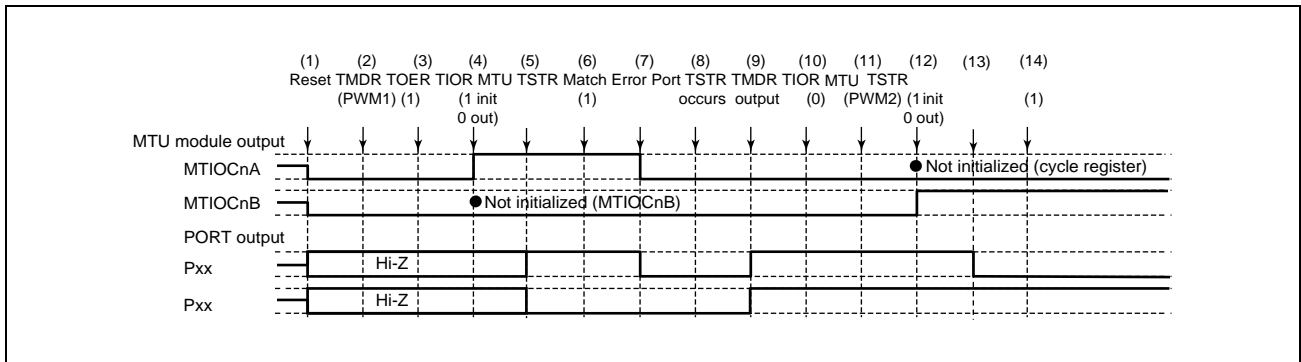 (1) (2) (3) (4) (5) (6) (7) (8) (9) (10) (11) (12) (13) (14)
Reset TMDR TOER TIOR MTU TSTR Match Error Port TSTR TMDR TIOR MTU TSTR
(PWM1) (1) (1 init (1) occurs output (0) (PWM2) (1 init (1)
0 out) 0 out)
MTU module output
MTIOCnA ●Not initialized (cycle register)
MTIOCnB ●Not initialized (MTIOCnB)
PORT output
Pxx Hi-Z
Pxx Hi-Z